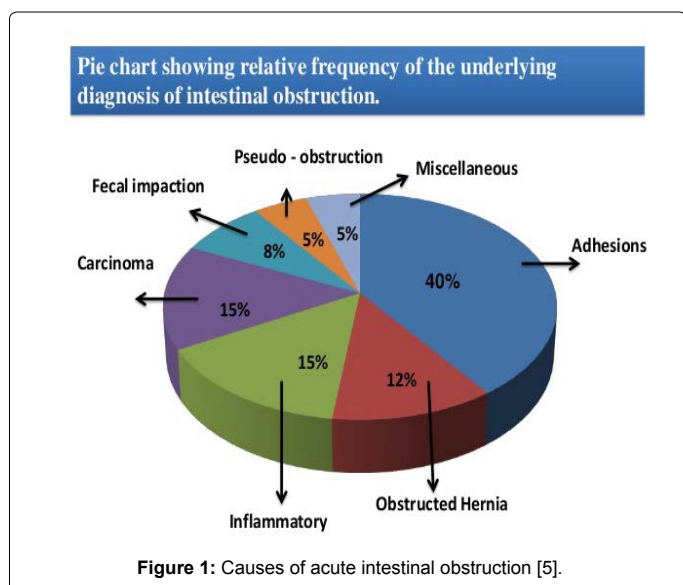 Pie chart showing relative frequency of the underlying
diagnosis of intestinal obstruction.
Pseudo - obstruction
Miscellaneous
Fecal impaction
Adhesions
Carcinoma
5%
5%
8%
40%
15%
15%
12%
Obstructed Hernia
Inflammatory
Figure 1: Causes of acute intestinal obstruction [5].